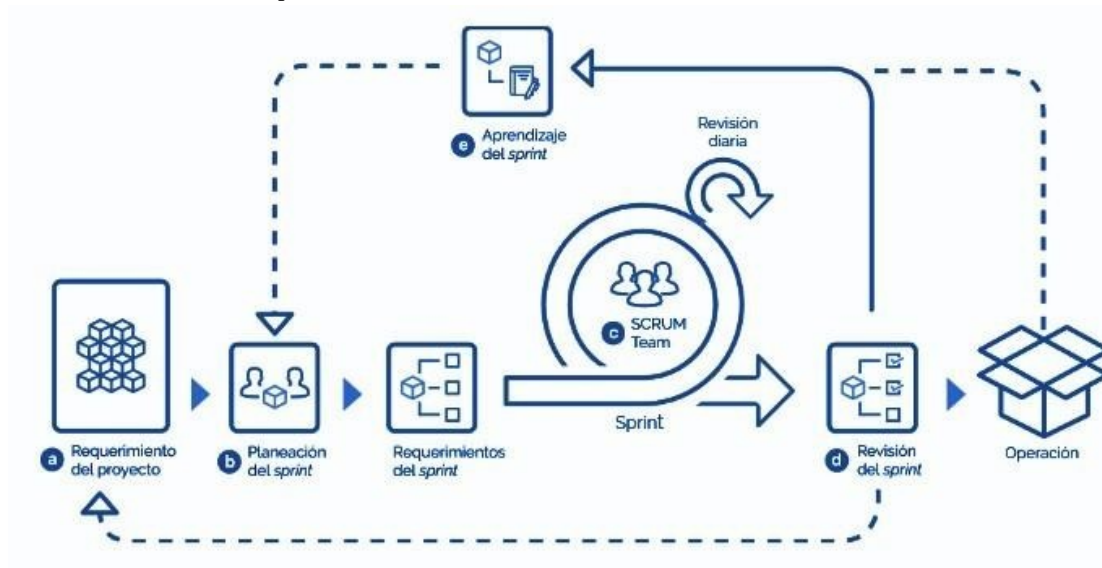 e Aprendizaje
del sprint
Revisión
diaria
c SCRUM
Team
Sprint
a Requerimiento
del proyecto
b Planeación
del sprint
Requerimientos
del sprint
d Revisión
del sprint
Operación